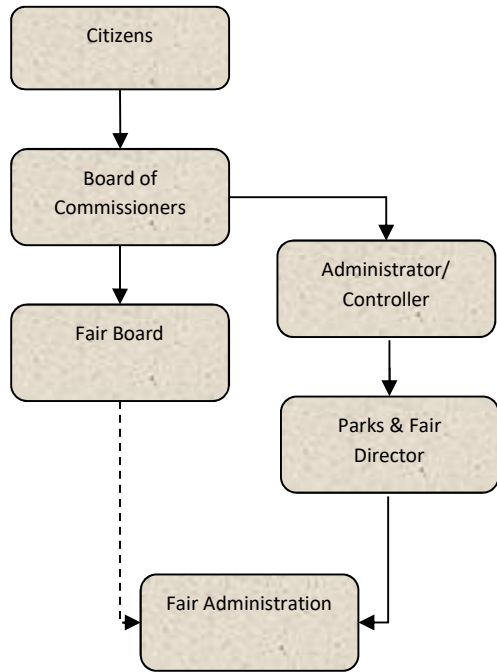 Citizens
Board of
Commissioners
Administrator/
Controller
Fair Board
Parks & Fair
Director
Fair Administration